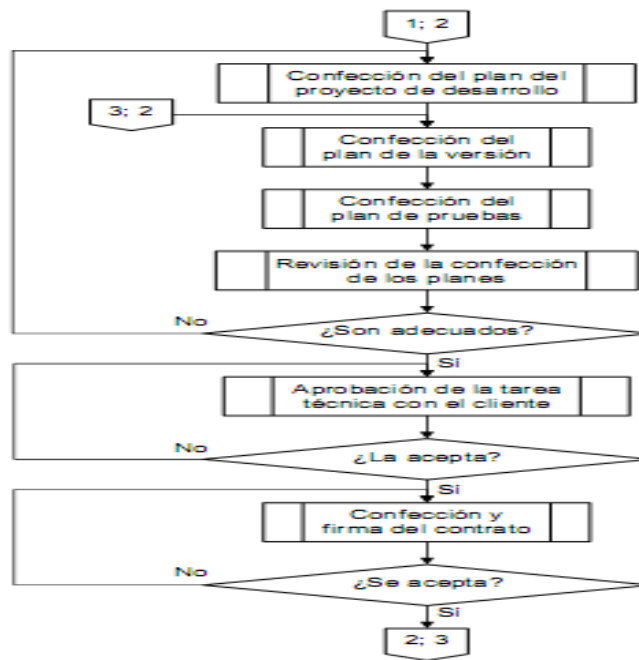 1; 2
Confección del plan del
proyecto de desarrollo
3; 2
Confección del
plan de la versión
Confección del
plan de pruebas
Revisión de la confección
de los planes
No
¿Son adecuados?
Si
Aprobación de la tarea
técnica con el cliente
No
¿La acepta?
Si
Confección y
firma del contrato
No
¿Se acepta?
Si
2; 3